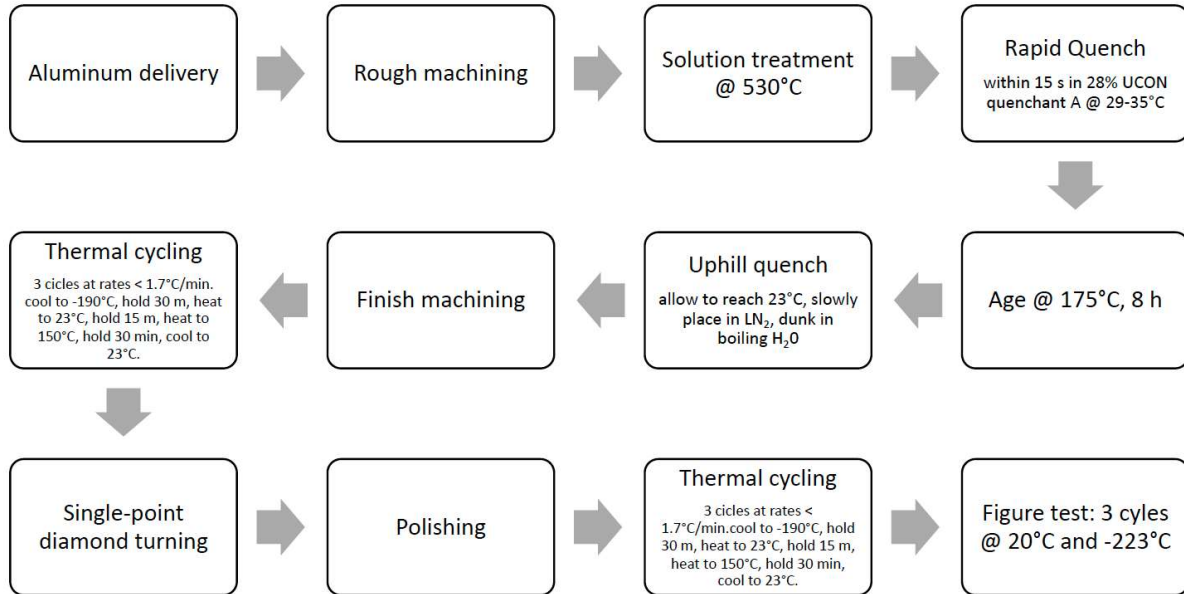 Aluminum delivery
Rough machining
Solution treatment
@ 530°C
Rapid Quench
within 15 s in 28% UCON
quenchant A @ 29-35°C
Age @ 175°C, 8 h
Uphill quench
allow to reach 23°C, slowly
place in LN₂, dunk in
boiling H₂0
Finish machining
Thermal cycling
3 cicles at rates < 1.7°C/min.
cool to -190°C, hold 30 m, heat
to 23°C, hold 15 m, heat to
150°C, hold 30 min, cool to
23°C.
Single-point
diamond turning
Polishing
Thermal cycling
3 cicles at rates <
1.7°C/min.cool to -190°C, hold
30 m, heat to 23°C, hold 15 m,
heat to 150°C, hold 30 min,
cool to 23°C.
Figure test: 3 cyles
@ 20°C and -223°C